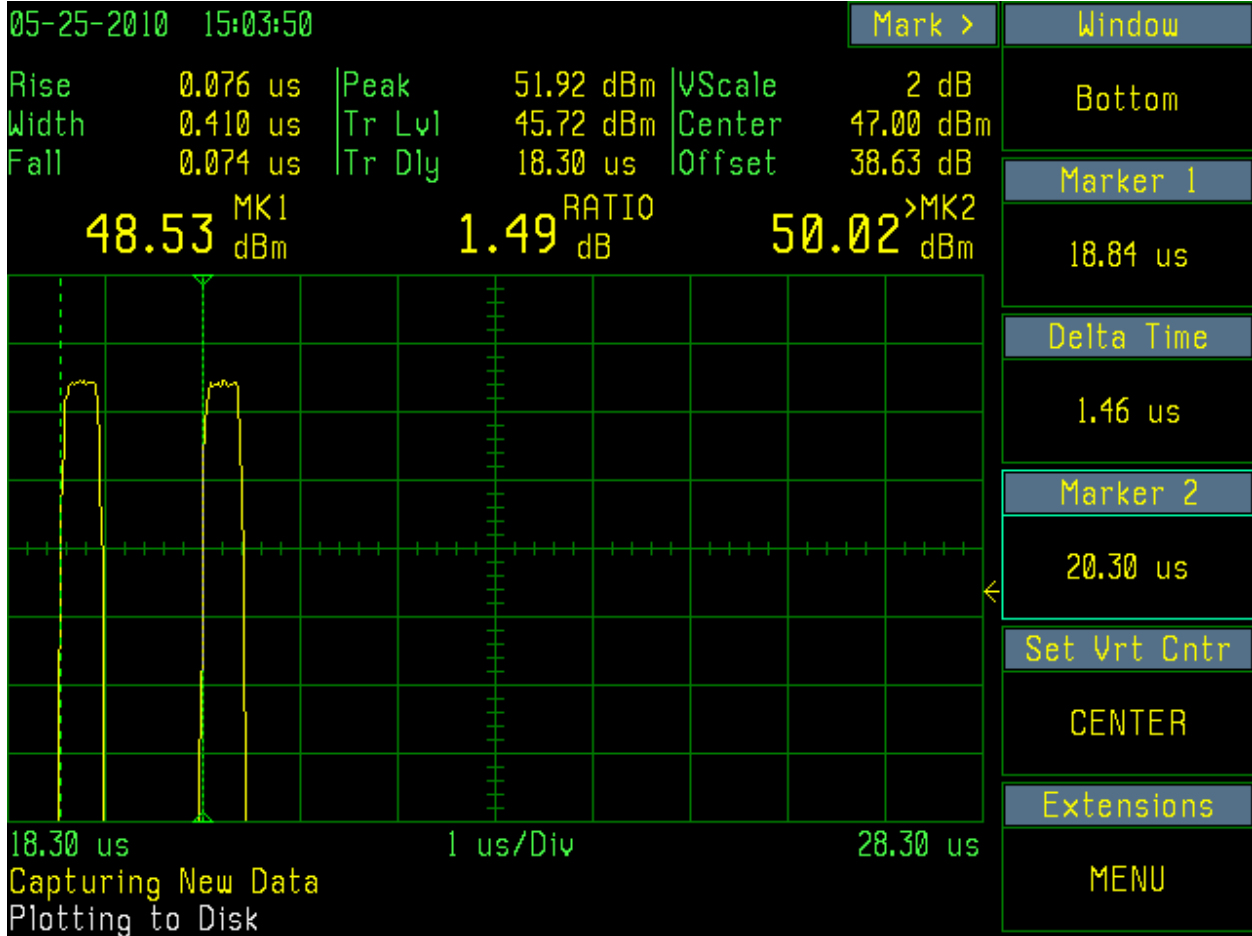 05-25-2010 15:03:50 Mark >
Rise 0.076 us Peak 51.92 dBm VScale 2 dB
Width 0.410 us Tr Lvl 45.72 dBm Center 47.00 dBm
Fall 0.074 us Tr Dly 18.30 us Offset 38.63 dB
48.53 MK1 dBm 1.49 RATIO dB 50.02 >MK2 dBm
18.30 us 1 us/Div 28.30 us
Capturing New Data
Plotting to Disk
Window
Bottom
Marker 1
18.84 us
Delta Time
1.46 us
Marker 2
20.30 us
Set Vrt Cntr
CENTER
Extensions
MENU